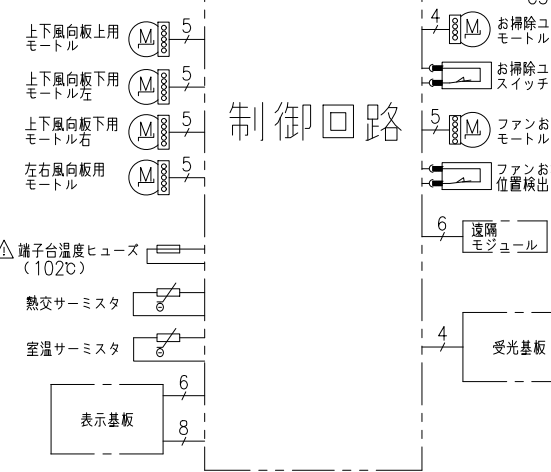 上下風向板上用
モートル
M
5
上下風向板下用
モートル左
M
5
上下風向板下用
モートル右
M
5
左右風向板用
モートル
M
5
端子台温度ヒューズ
(102℃)
熱交サーミスタ
θ
室温サーミスタ
θ
表示基板
6
8
制御回路
4
M
お掃除ユ
モートル
お掃除ユ
スイッチ
5
M
ファンお
モートル
ファンお
位置検出
6
遠隔
モジュール
4
受光基板